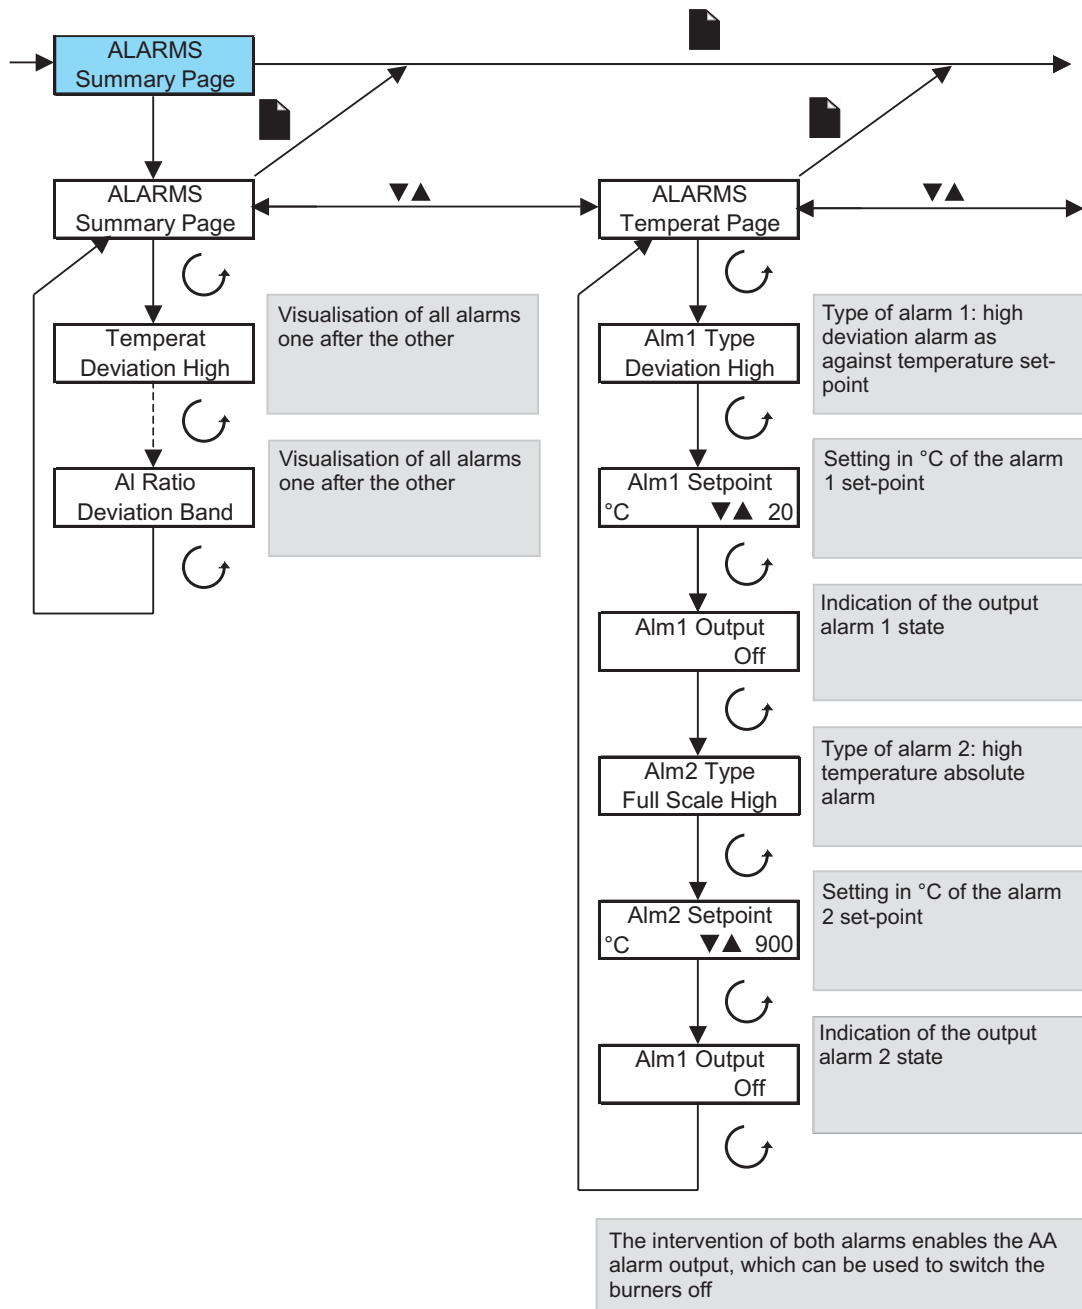 ALARMS
Summary Page
ALARMS
Summary Page
▼▲
ALARMS
Temperat Page
▼▲
Temperat
Deviation High
Visualisation of all alarms
one after the other
AI Ratio
Deviation Band
Visualisation of all alarms
one after the other
Alm1 Type
Deviation High
Type of alarm 1: high
deviation alarm as
against temperature set-
point
Alm1 Setpoint
°C ▼▲ 20
Setting in °C of the alarm
1 set-point
Alm1 Output
Off
Indication of the output
alarm 1 state
Alm2 Type
Full Scale High
Type of alarm 2: high
temperature absolute
alarm
Alm2 Setpoint
°C ▼▲ 900
Setting in °C of the alarm
2 set-point
Alm1 Output
Off
Indication of the output
alarm 2 state
The intervention of both alarms enables the AA
alarm output, which can be used to switch the
burners off